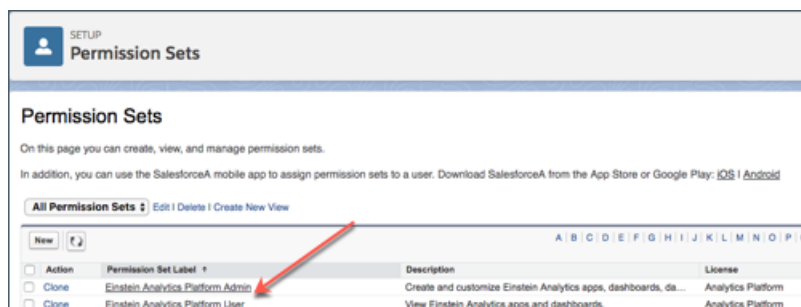 SETUP
Permission Sets
Permission Sets
On this page you can create, view, and manage permission sets.
In addition, you can use the SalesforceA mobile app to assign permission sets to a user. Download SalesforceA from the App Store or Google Play: iOS | Android
All Permission Sets Edit | Delete | Create New View
New A | B | C | D | E | F | G | H | I | J | K | L | M | N | O | P |
Action Permission Set Label ↑ Description License
Clone Einstein Analytics Platform Admin Create and customize Einstein Analytics apps, dashboards, da... Analytics Platform
Clone Einstein Analytics Platform User View Einstein Analytics apps and dashboards. Analytics Platform